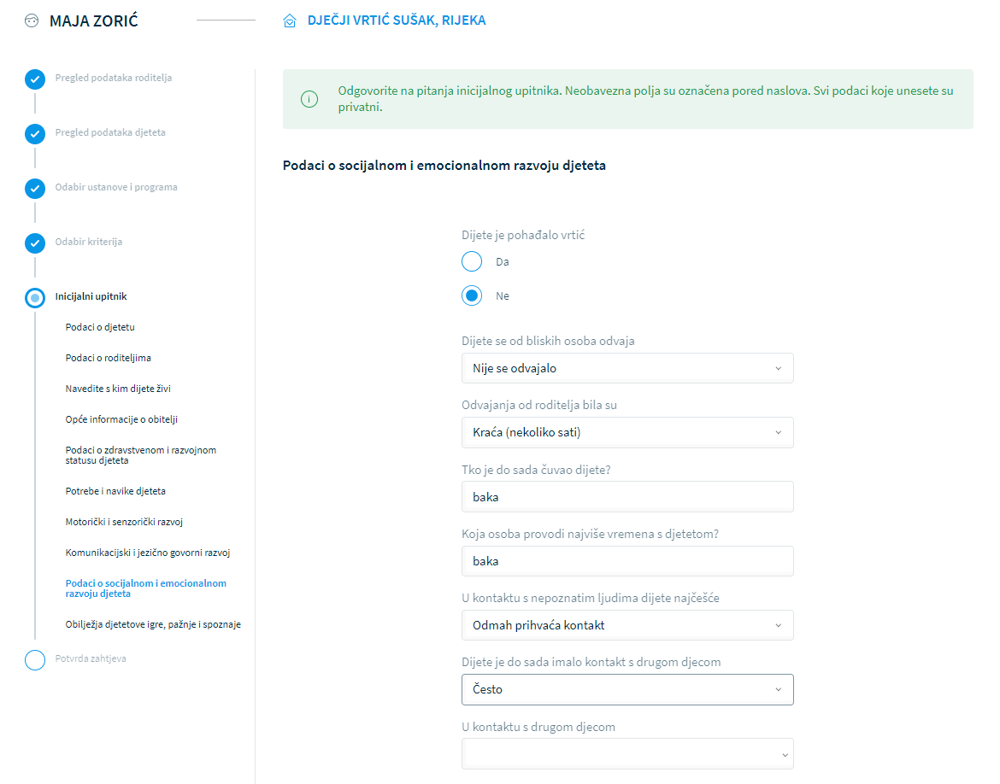 MAJA ZORIĆ
DJEČJI VRTIĆ SUŠAK, RIJEKA
Pregled podataka roditelja
Pregled podataka djeteta
Odabir ustanove i programa
Odabir kriterija
Inicijalni upitnik
Podaci o djetetu
Podaci o roditeljima
Navedite s kim dijete živi
Opće informacije o obitelji
Podaci o zdravstvenom i razvojnom
statusu djeteta
Potrebe i navike djeteta
Motorički i senzorički razvoj
Komunikacijski i jezično govorni razvoj
Podaci o socijalnom i emocionalnom
razvoju djeteta
Obilježja djetetove igre, pažnje i spoznaje
Potvrda zahtjeva
Odgovorite na pitanja inicijalnog upitnika. Neobavezna polja su označena pored naslova. Svi podaci koje unesete su
privatni.
Podaci o socijalnom i emocionalnom razvoju djeteta
Dijete je pohađalo vrtić
Da
Ne
Dijete se od bliskih osoba odvaja
Nije se odvajalo
Odvajanja od roditelja bila su
Kraća (nekoliko sati)
Tko je do sada čuvao dijete?
baka
Koja osoba provodi najviše vremena s djetetom?
baka
U kontaktu s nepoznatim ljudima dijete najčešće
Odmah prihvaća kontakt
Dijete je do sada imalo kontakt s drugom djecom
Često
U kontaktu s drugom djecom